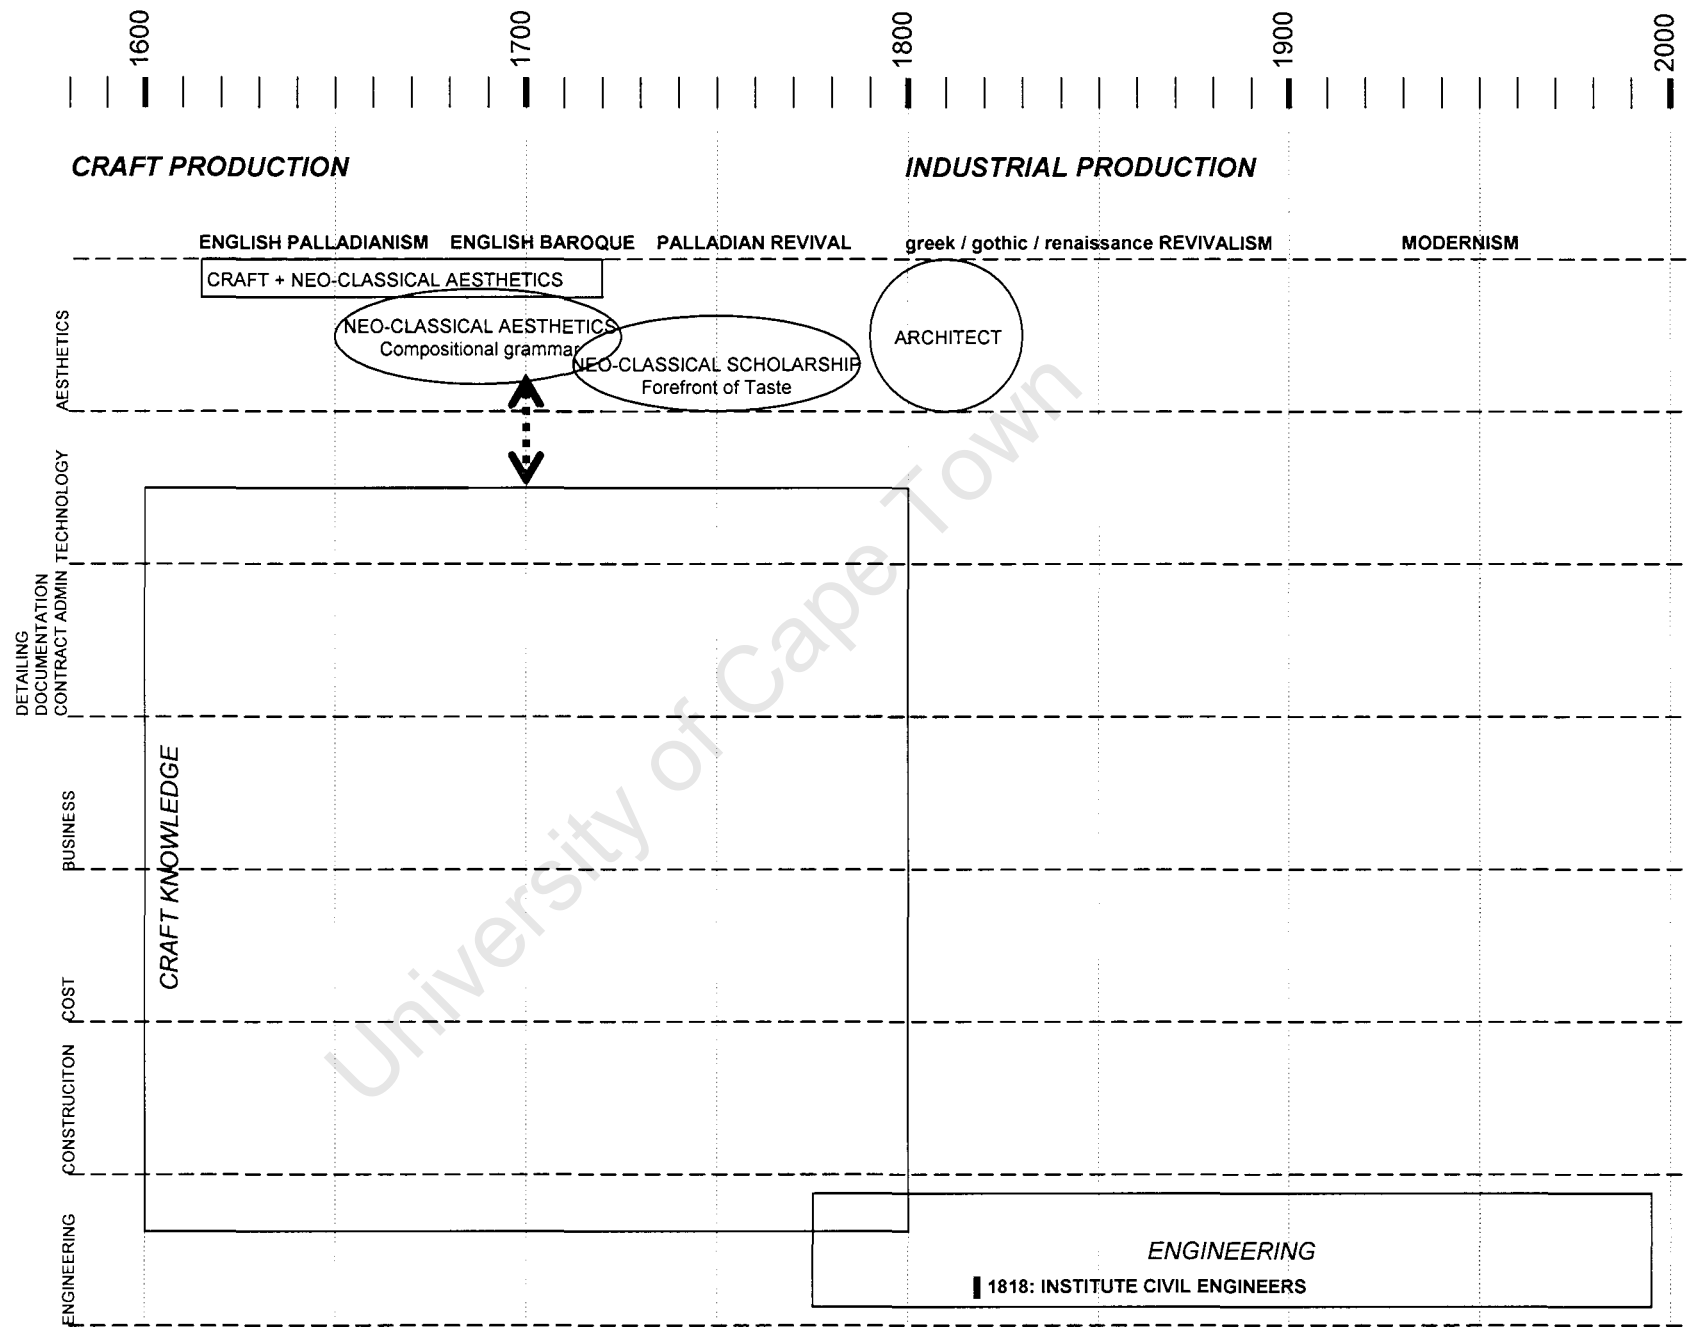 1600
1700
1800
1900
2000
CRAFT PRODUCTION
INDUSTRIAL PRODUCTION
ENGLISH PALLADIANISM
ENGLISH BAROQUE
PALLADIAN REVIVAL
greek / gothic / renaissance REVIVALISM
MODERNISM
CRAFT + NEO-CLASSICAL AESTHETICS
NEO-CLASSICAL AESTHETICS
Compositional grammar
NEO-CLASSICAL SCHOLARSHIP
Forefront of Taste
ARCHITECT
AESTHETICS
TECHNOLOGY
DETAILING
DOCUMENTATION
CONTRACT ADMIN
BUSINESS
COST
CONSTRUCITON
ENGINEERING
CRAFT KNOWLEDGE
ENGINEERING
1818: INSTITUTE CIVIL ENGINEERS
University of Cape Town